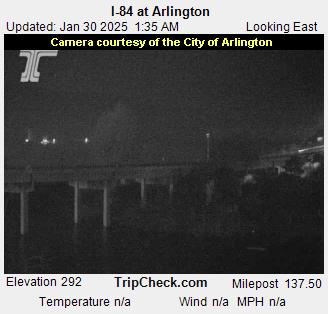 I-84 at Arlington
Updated: Jan 30 2025 1:35 AM Looking East
Camera courtesy of the City of Arlington
Elevation 292 TripCheck.com Milepost 137.50
Temperature n/a Wind n/a MPH n/a